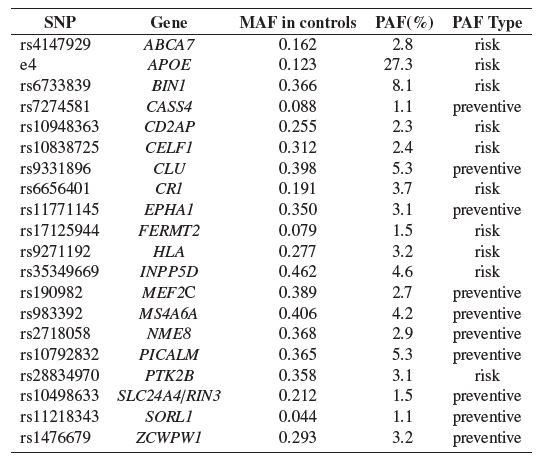 SNP Gene MAF in controls PAF(%) PAF Type
rs4147929 ABCA7 0.162 2.8 risk
e4 APOE 0.123 27.3 risk
rs6733839 BIN1 0.366 8.1 risk
rs7274581 CASS4 0.088 1.1 preventive
rs10948363 CD2AP 0.255 2.3 risk
rs10838725 CELF1 0.312 2.4 risk
rs9331896 CLU 0.398 5.3 preventive
rs6656401 CR1 0.191 3.7 risk
rs11771145 EPHA1 0.350 3.1 preventive
rs17125944 FERMT2 0.079 1.5 risk
rs9271192 HLA 0.277 3.2 risk
rs35349669 INPP5D 0.462 4.6 risk
rs190982 MEF2C 0.389 2.7 preventive
rs983392 MS4A6A 0.406 4.2 preventive
rs2718058 NME8 0.368 2.9 preventive
rs10792832 PICALM 0.365 5.3 preventive
rs28834970 PTK2B 0.358 3.1 risk
rs10498633 SLC24A4/RIN3 0.212 1.5 preventive
rs11218343 SORL1 0.044 1.1 preventive
rs1476679 ZCWPW1 0.293 3.2 preventive